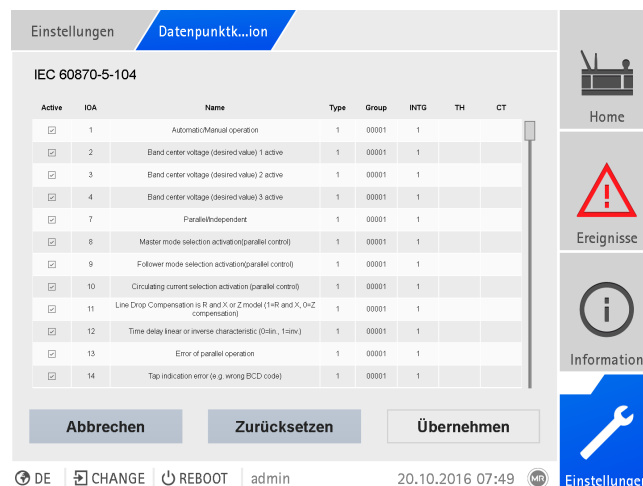 Einstellungen Datenpunktk...ion
IEC 60870-5-104
Active IOA Name Type Group INTG TH CT
1 Automatic/Manual operation 1 00001 1
2 Band center voltage (desired value) 1 active 1 00001 1
3 Band center voltage (desired value) 2 active 1 00001 1
4 Band center voltage (desired value) 3 active 1 00001 1
7 Parallel/Independent 1 00001 1
8 Master mode selection activation(parallel control) 1 00001 1
9 Follower mode selection activation(parallel control) 1 00001 1
10 Circulating current selection activation (parallel control) 1 00001 1
11 Line Drop Compensation is R and X or Z model (1=R and X, 0=Z
compensation) 1 00001 1
12 Time delay linear or inverse characteristic (0=lin., 1=inv.) 1 00001 1
13 Error of parallel operation 1 00001 1
14 Tap indication error (e.g. wrong BCD code) 1 00001 1
Abbrechen Zurücksetzen Übernehmen
DE CHANGE REBOOT admin 20.10.2016 07:49 MR
Home
Ereignisse
Information
Einstellungen